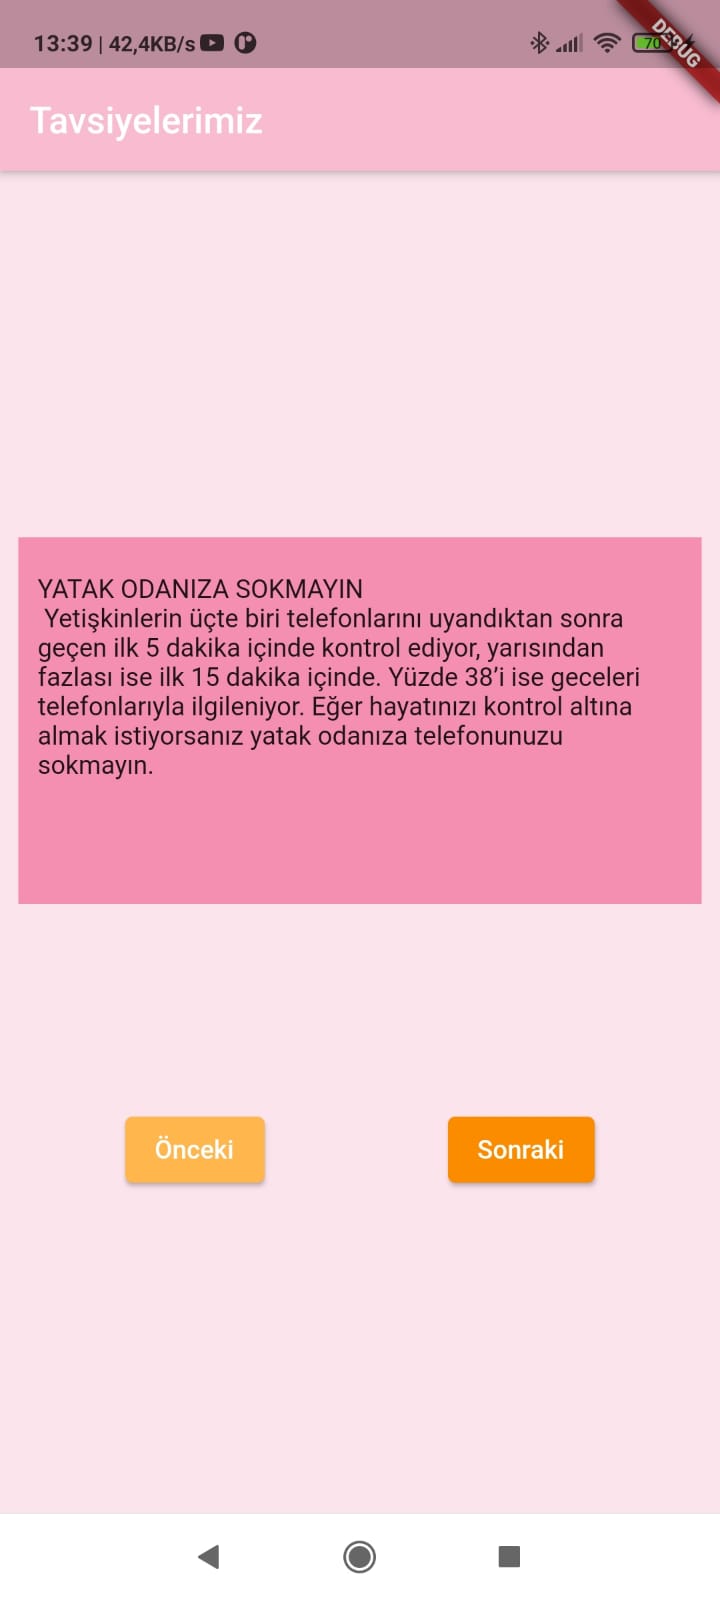 13:39 | 42,4KB/s
70
DEBUG
Tavsiyelerimiz
YATAK ODANIZA SOKMAYIN
Yetişkinlerin üçte biri telefonlarını uyandıktan sonra
geçen ilk 5 dakika içinde kontrol ediyor, yarısından
fazlası ise ilk 15 dakika içinde. Yüzde 38’i ise geceleri
telefonlarıyla ilgileniyor. Eğer hayatınızı kontrol altına
almak istiyorsanız yatak odanıza telefonunuzu
sokmayın.
Önceki
Sonraki